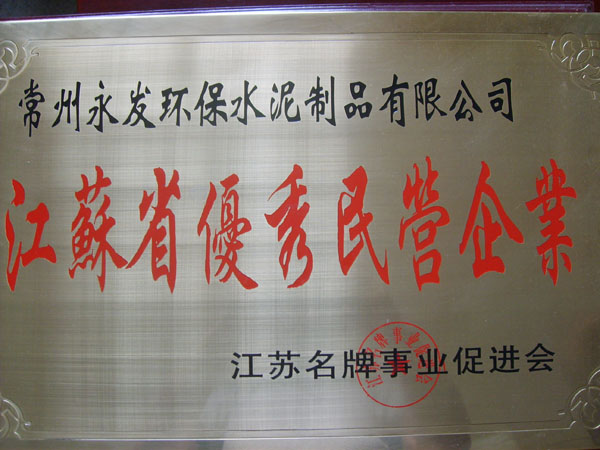 常州永发环保水泥制品有限公司
江蘇省優秀民營企業
江苏名牌事业促进会